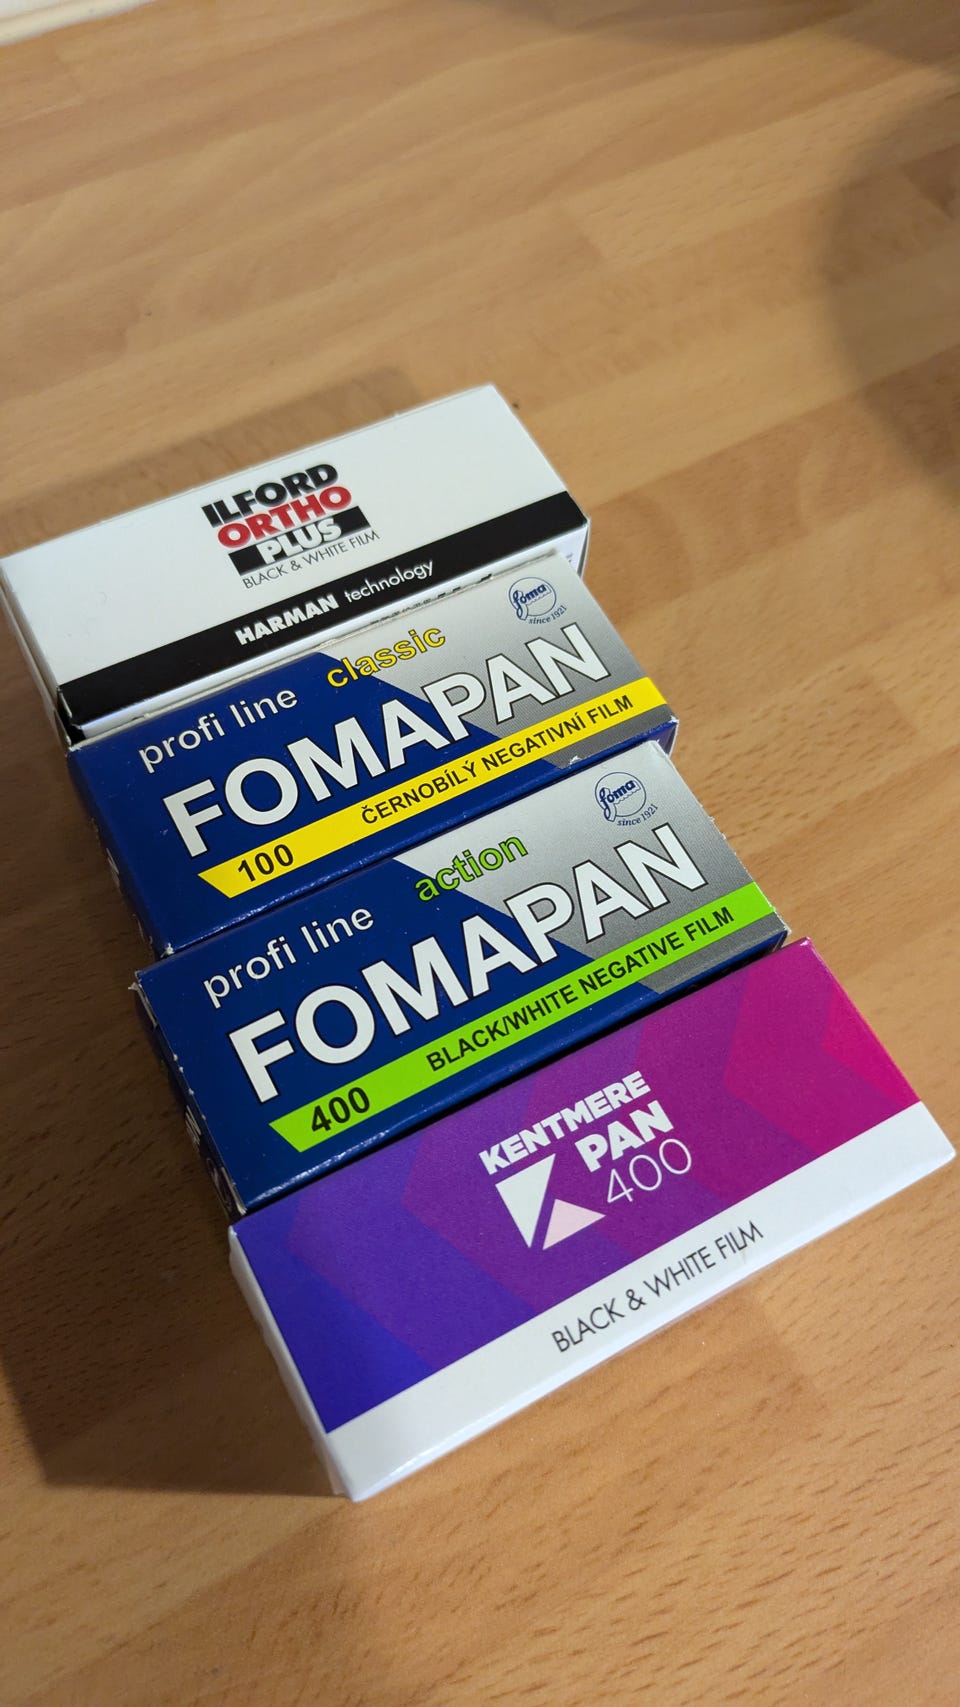 ILFORD
ORTHO
PLUS
BLACK & WHITE FILM
HARMAN technology
foma
since 1921
profi line classic
FOMAPAN
100 ČERNOBÍLÝ NEGATIVNÍ FILM
foma
since 1921
profi line action
FOMAPAN
400 BLACK/WHITE NEGATIVE FILM
KENTMERE
PAN
400
BLACK & WHITE FILM